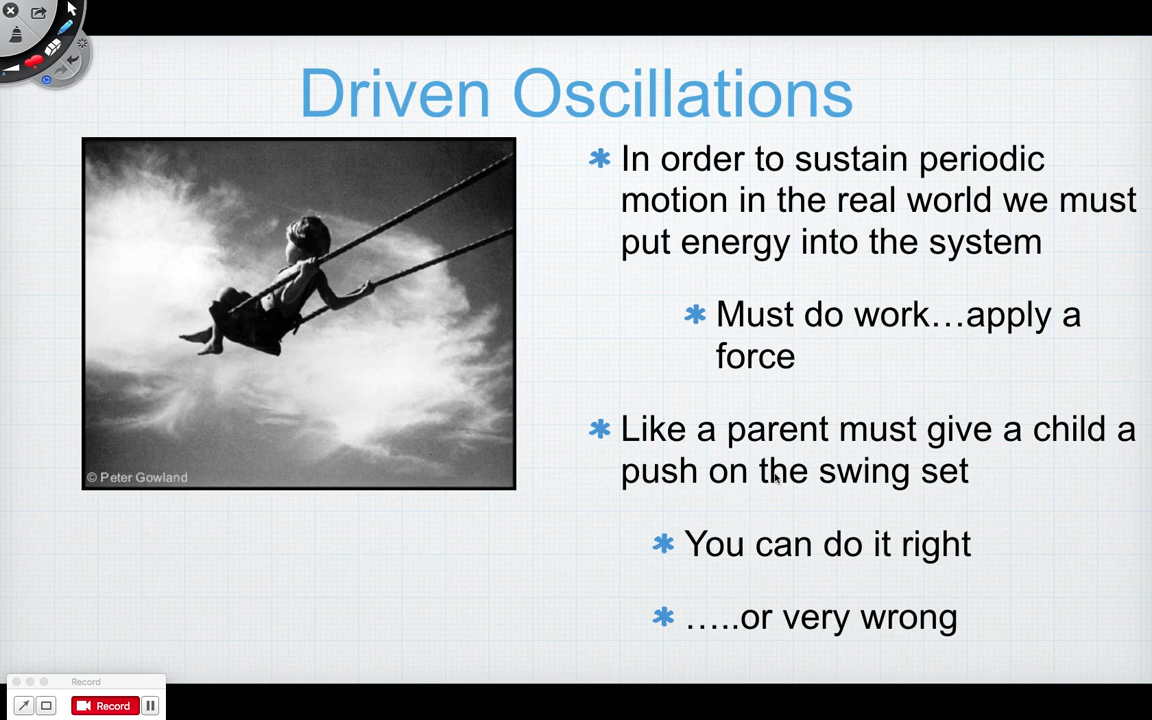 Driven Oscillations
In order to sustain periodic
motion in the real world we must
put energy into the system
Must do work…apply a
force
Like a parent must give a child a
push on the swing set
You can do it right
…..or very wrong
© Peter Gowland
Record
Record